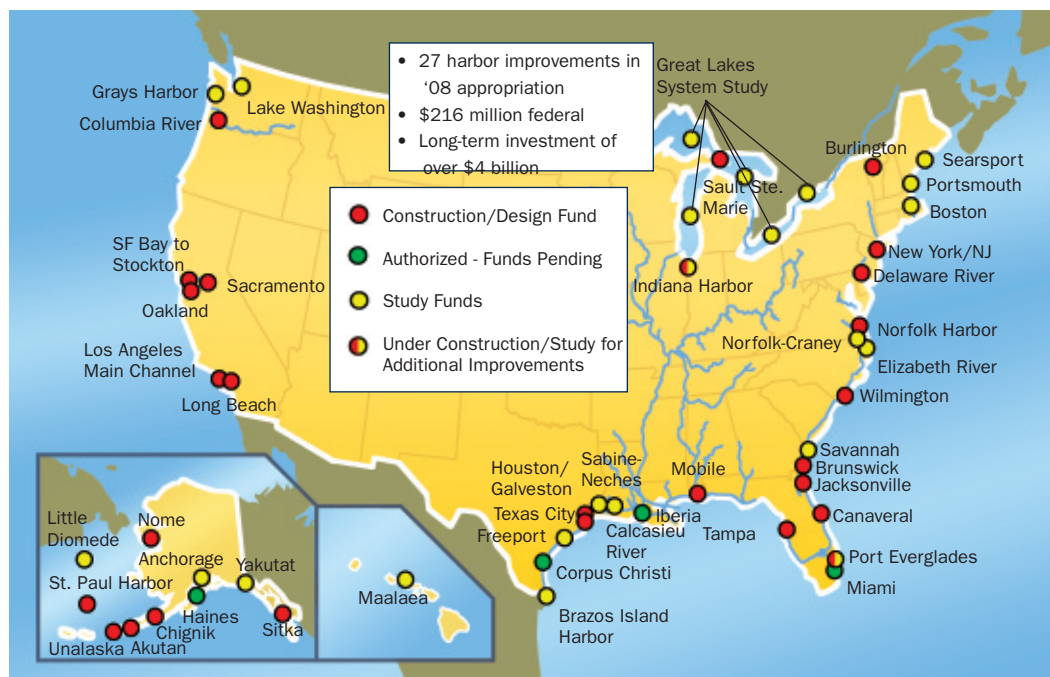 • 27 harbor improvements in
‘08 appropriation
• $216 million federal
• Long-term investment of
over $4 billion
Great Lakes
System Study
Grays Harbor
Lake Washington
Columbia River
Burlington
Searsport
Sault Ste.
Marie
Portsmouth
Boston
Construction/Design Fund
Authorized - Funds Pending
Study Funds
Under Construction/Study for
Additional Improvements
SF Bay to
Stockton
Sacramento
Oakland
New York/NJ
Delaware River
Indiana Harbor
Norfolk Harbor
Norfolk-Craney
Elizabeth River
Los Angeles
Main Channel
Long Beach
Wilmington
Savannah
Brunswick
Jacksonville
Canaveral
Port Everglades
Miami
Houston/
Galveston
Sabine-
Neches
Mobile
Texas City
Iberia
Tampa
Freeport
Calcasieu
River
Corpus Christi
Brazos Island
Harbor
Little
Diomede
Nome
Anchorage
Yakutat
St. Paul Harbor
Haines
Chignik
Sitka
Unalaska
Akutan
Maalaea